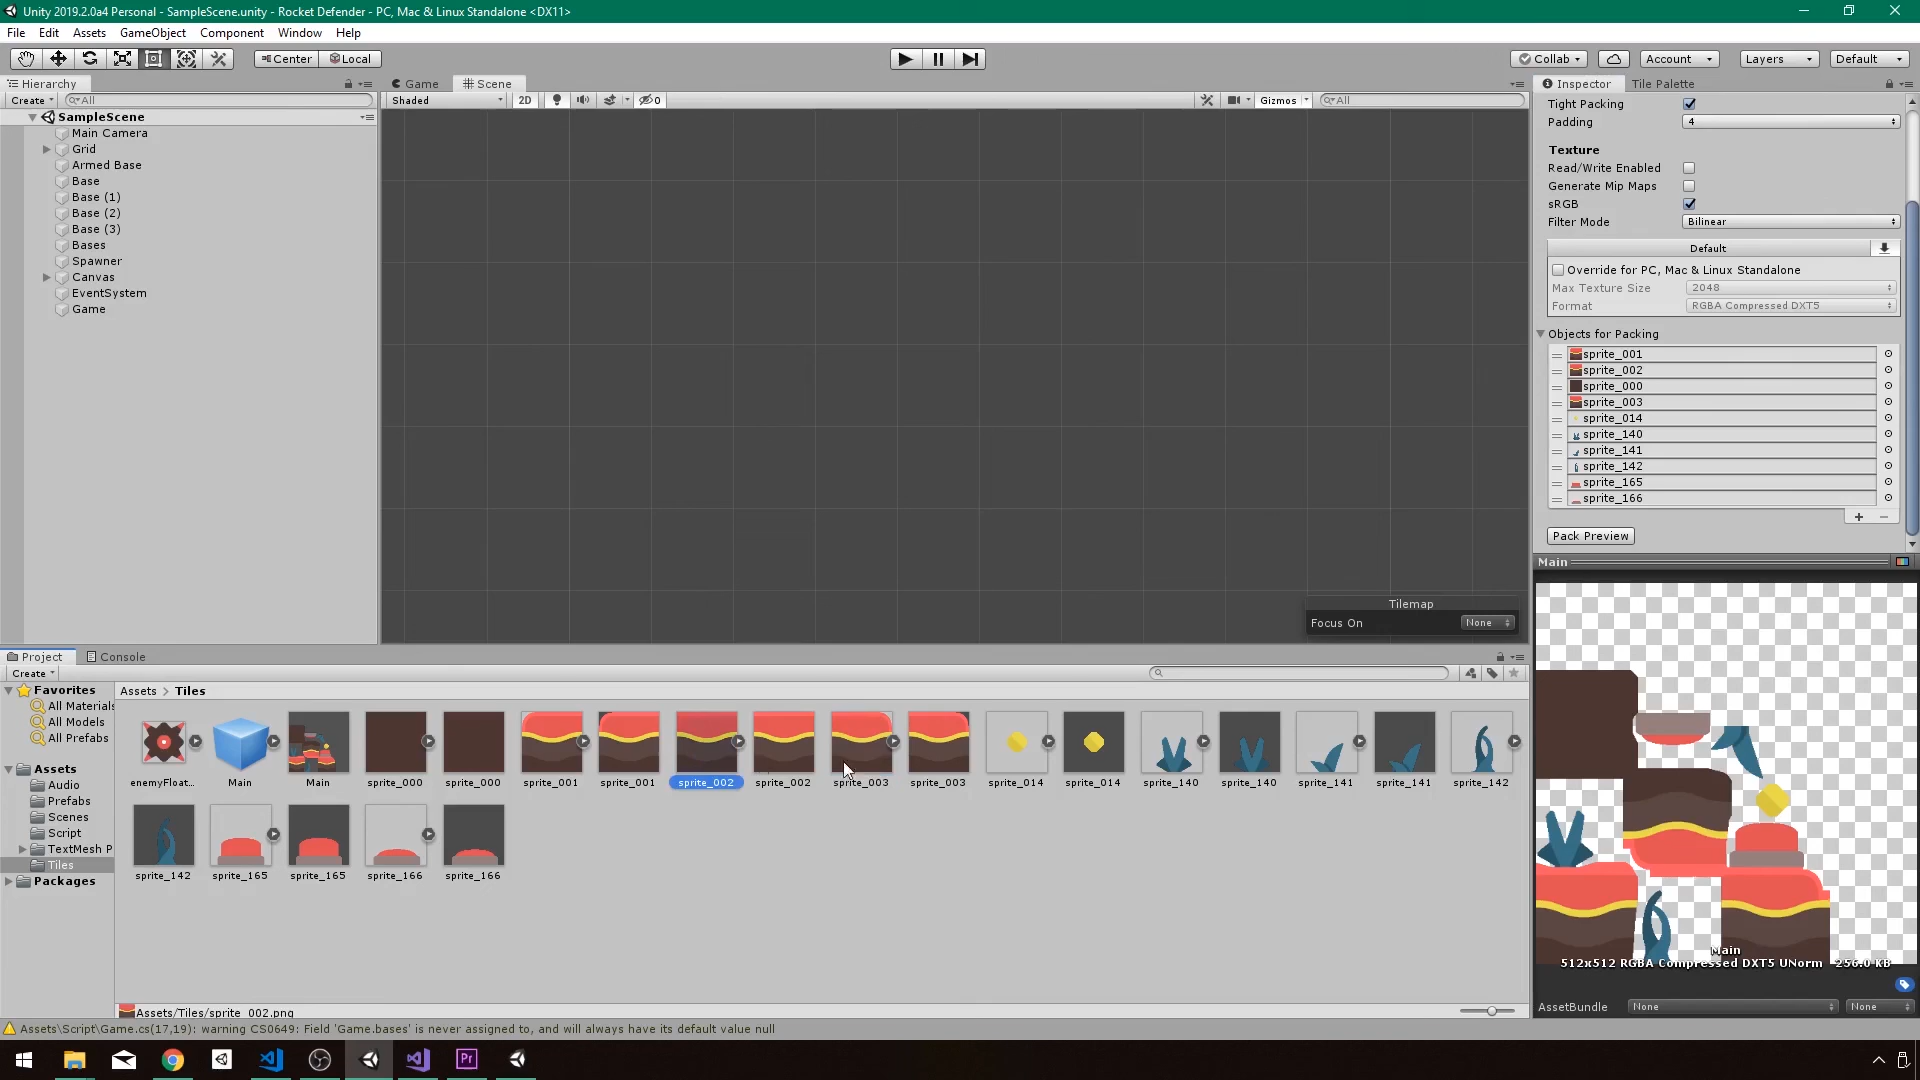 Unity 2019.2.0a4 Personal - SampleScene.unity - Rocket Defender - PC, Mac & Linux Standalone <DX11>
File Edit Assets GameObject Component Window Help
Center Local Collab Account Layers Default
Hierarchy
Create All
SampleScene
Main Camera
Grid
Armed Base
Base
Base (1)
Base (2)
Base (3)
Bases
Spawner
Canvas
EventSystem
Game
Game Scene
Shaded 2D 0 Gizmos All
Tilemap
Focus On None
Inspector Tile Palette
Tight Packing
Padding 4
Texture
Read/Write Enabled
Generate Mip Maps
sRGB
Filter Mode Bilinear
Default
Override for PC, Mac & Linux Standalone
Max Texture Size 2048
Format RGBA Compressed DXT5
Objects for Packing
sprite_001
sprite_002
sprite_000
sprite_003
sprite_014
sprite_140
sprite_141
sprite_142
sprite_165
sprite_166
Pack Preview
Main
Main
512x512 RGBA Compressed DXT5 UNorm 256.0 KB
AssetBundle None None
Project Console
Create
Favorites
All Materials
All Models
All Prefabs
Assets
Audio
Prefabs
Scenes
Script
TextMesh P
Tiles
Packages
Assets > Tiles
enemyFloat... Main Main sprite_000 sprite_000 sprite_001 sprite_001 sprite_002 sprite_002 sprite_003 sprite_003 sprite_014 sprite_014 sprite_140 sprite_140 sprite_141 sprite_141 sprite_142
sprite_142 sprite_165 sprite_165 sprite_166 sprite_166
Assets/Tiles/sprite_002.png
Assets\Script\Game.cs(17,19): warning CS0649: Field 'Game.bases' is never assigned to, and will always have its default value null
Pr